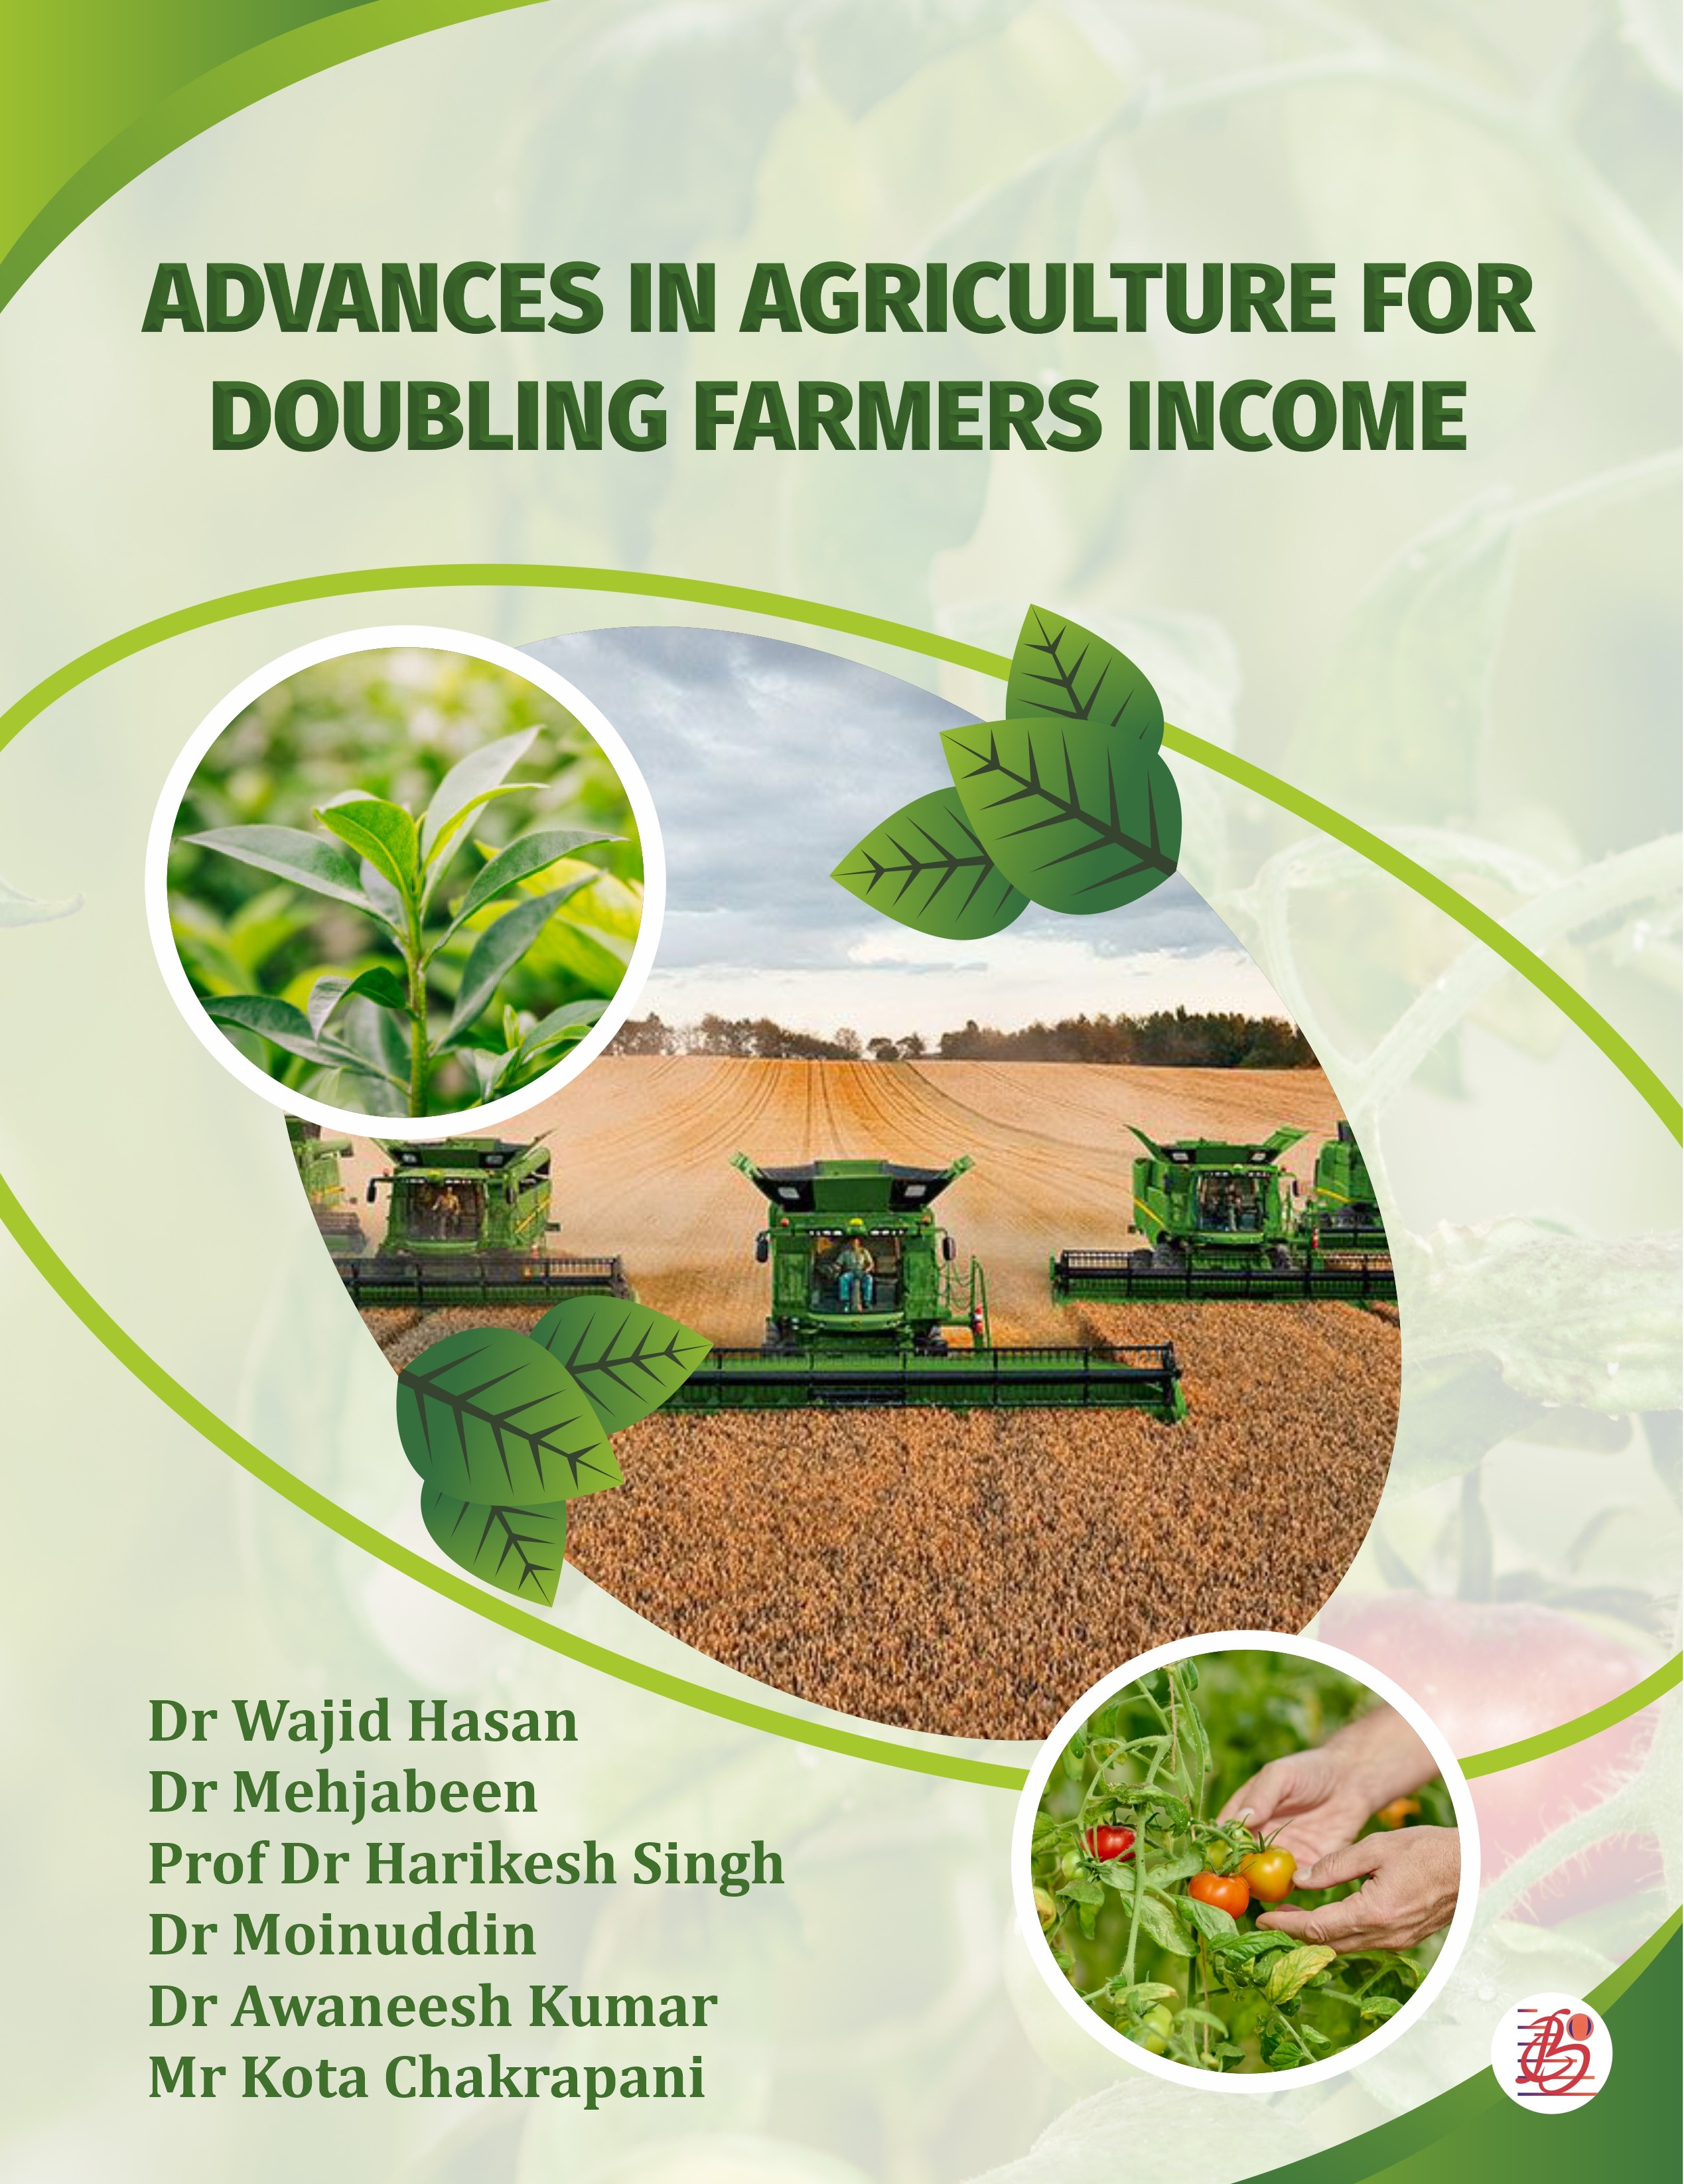 ADVANCES IN AGRICULTURE FOR
DOUBLING FARMERS INCOME
Dr Wajid Hasan
Dr Mehjabeen
Prof Dr Harikesh Singh
Dr Moinuddin
Dr Awaneesh Kumar
Mr Kota Chakrapani